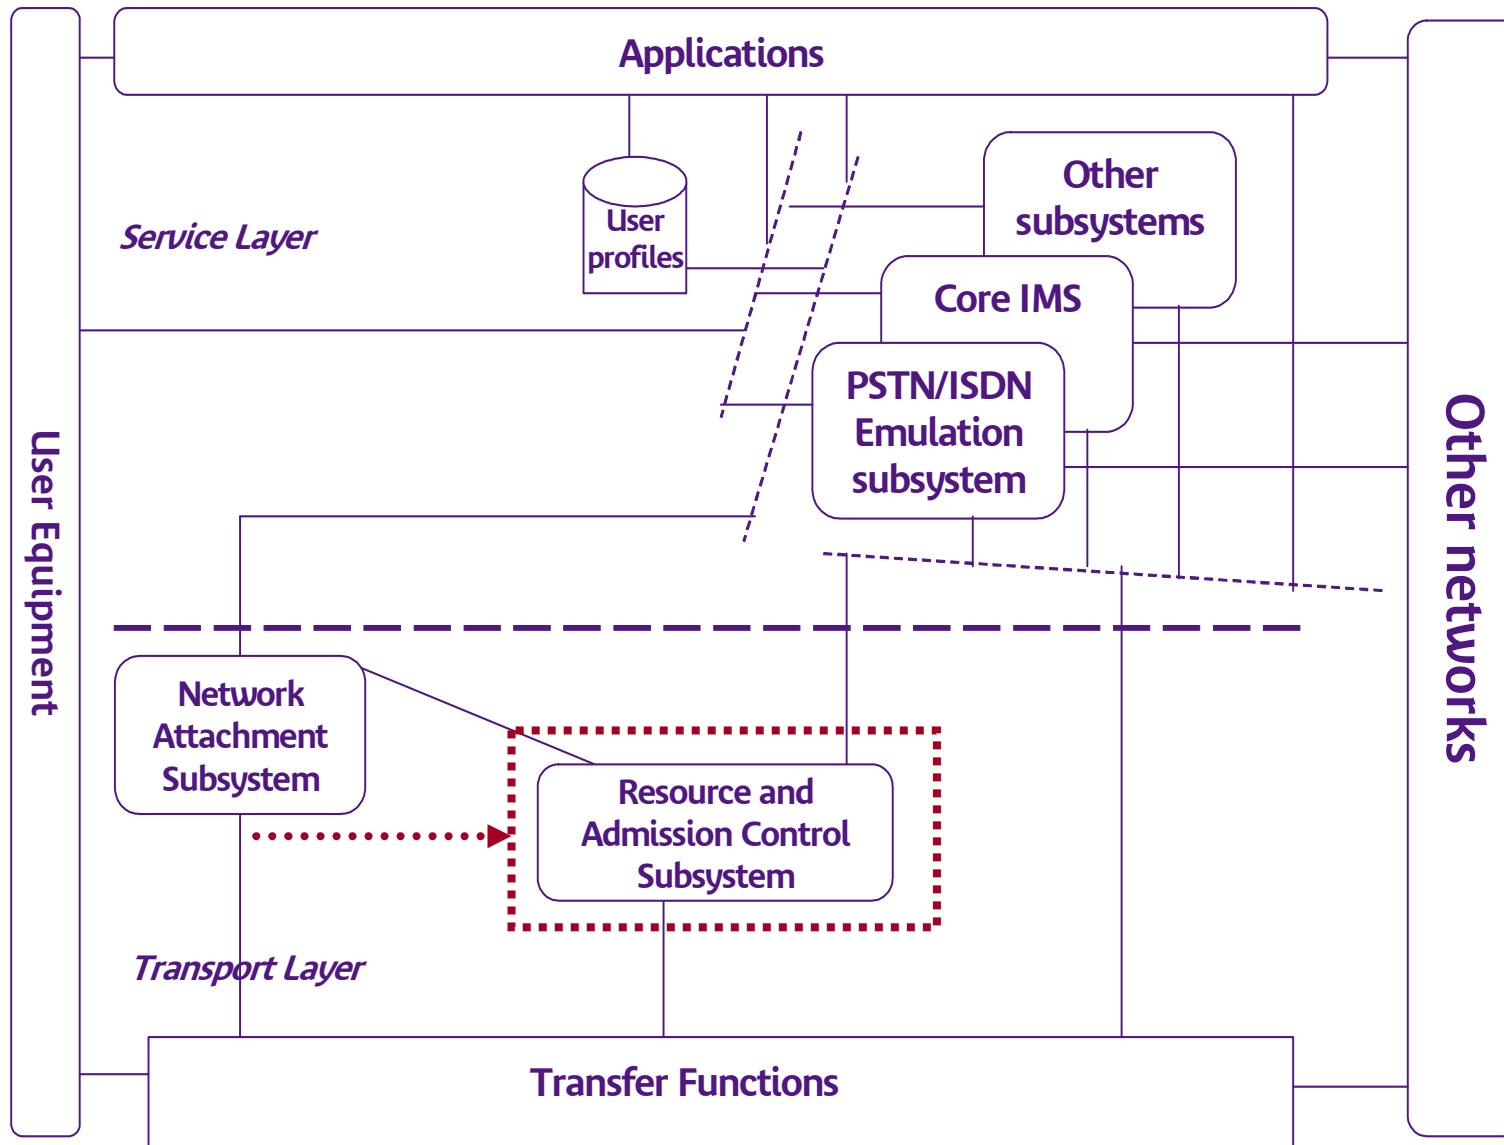 Applications
Other
subsystems
User
profiles
Service Layer
Core IMS
PSTN/ISDN
Emulation
subsystem
User Equipment
Other networks
Network
Attachment
Subsystem
Resource and
Admission Control
Subsystem
Transport Layer
Transfer Functions